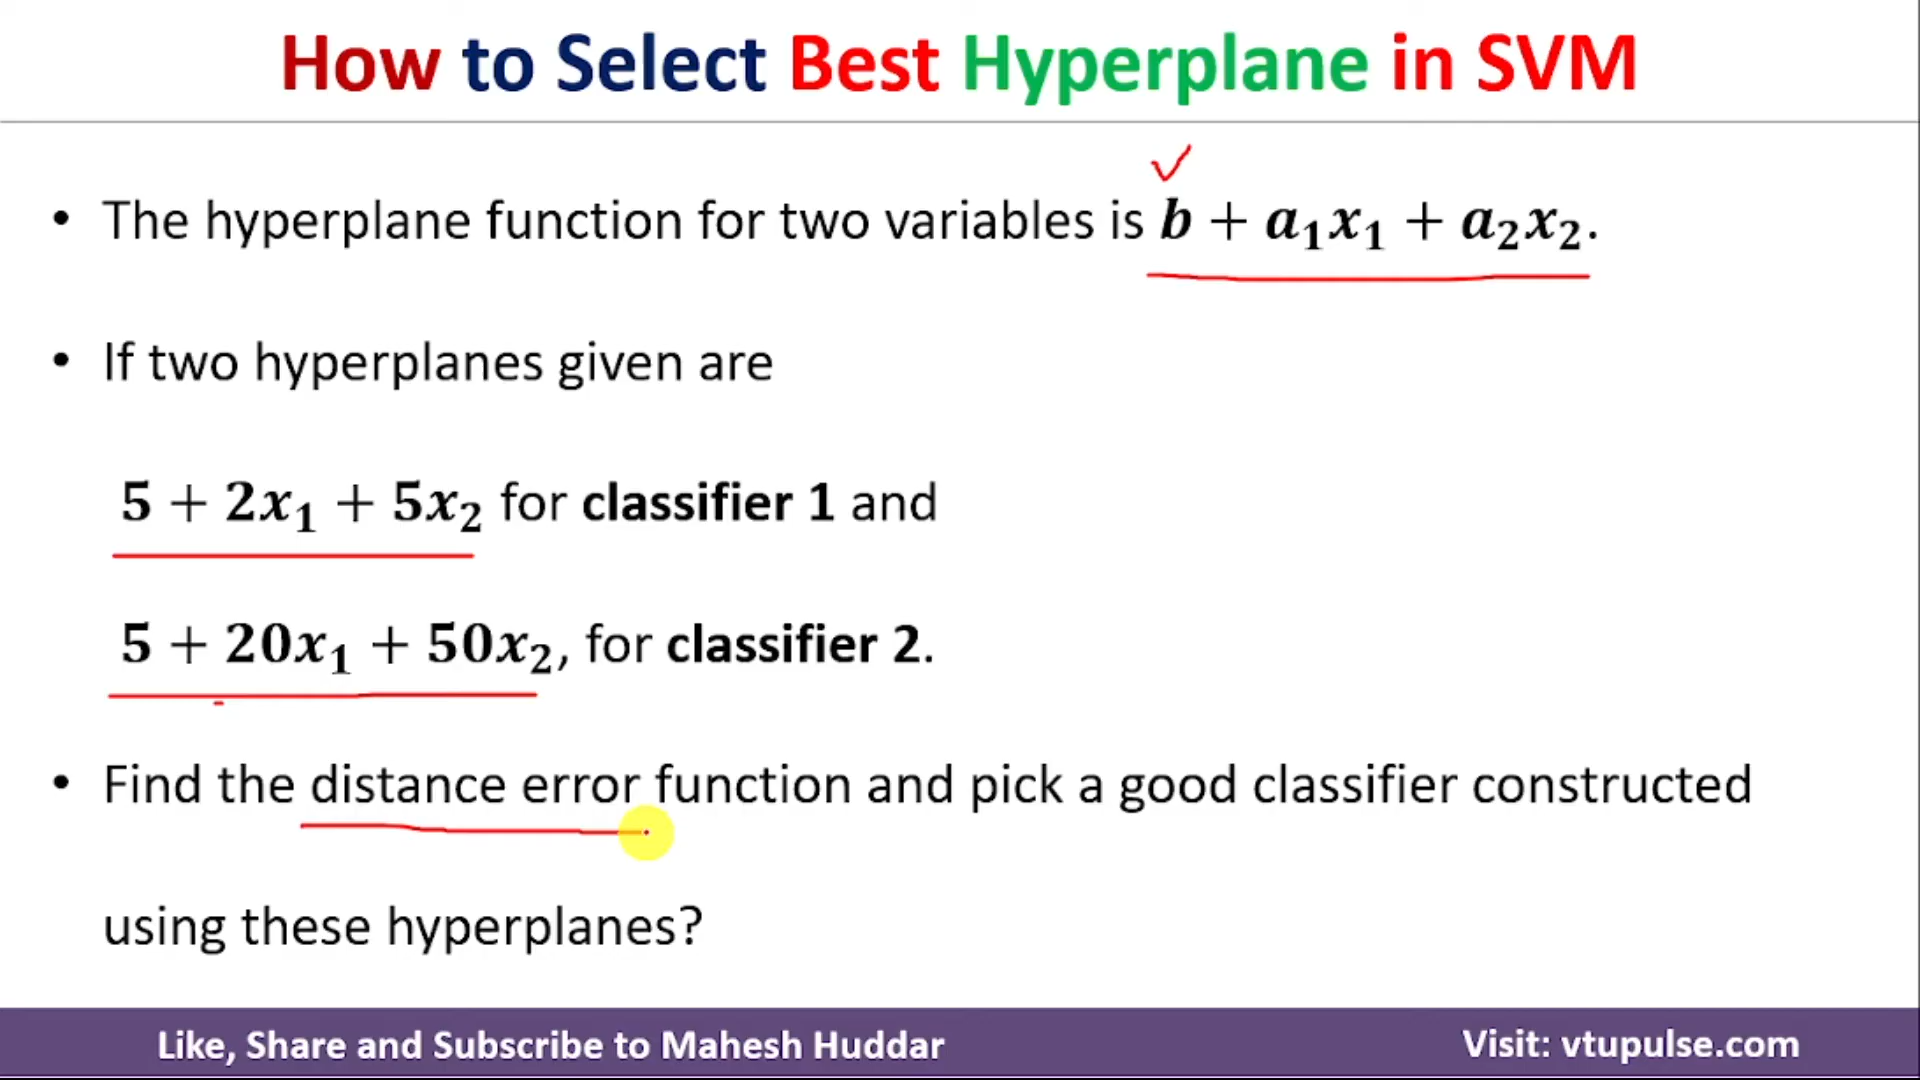 How to Select Best Hyperplane in SVM
• The hyperplane function for two variables is b + a₁x₁ + a₂x₂.
• If two hyperplanes given are
5 + 2x₁ + 5x₂ for classifier 1 and
5 + 20x₁ + 50x₂, for classifier 2.
• Find the distance error function and pick a good classifier constructed
using these hyperplanes?
Like, Share and Subscribe to Mahesh Huddar
Visit: vtupulse.com